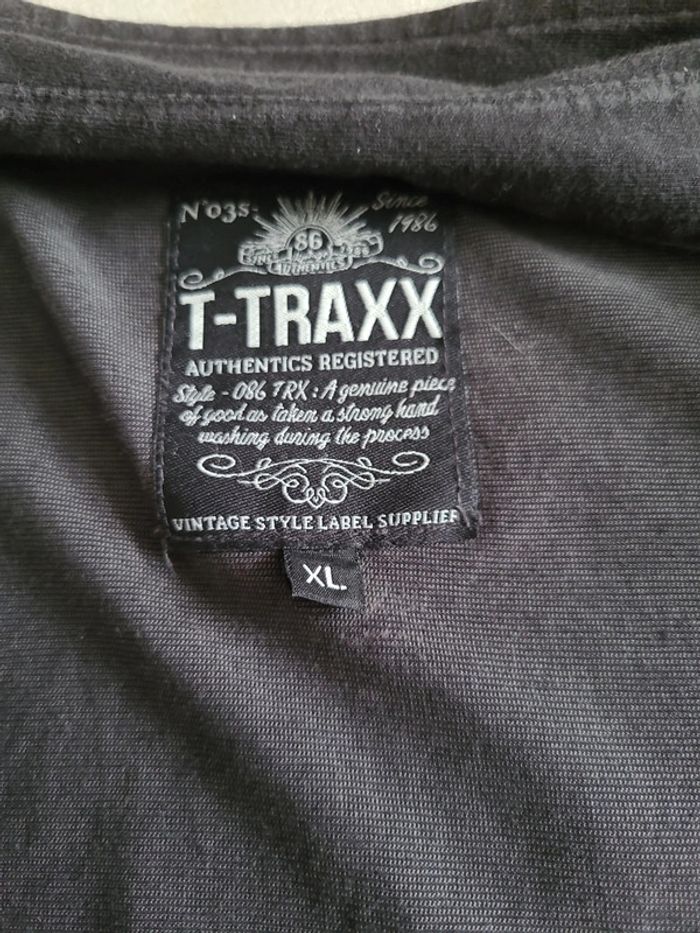 N°035.
Since
1986
86
AUTHENTICS
T-TRAXX
AUTHENTICS REGISTERED
Style - 086 TRX : A genuine piece
of good as taken a strong hand
washing during the process
VINTAGE STYLE LABEL SUPPLIER
XL.